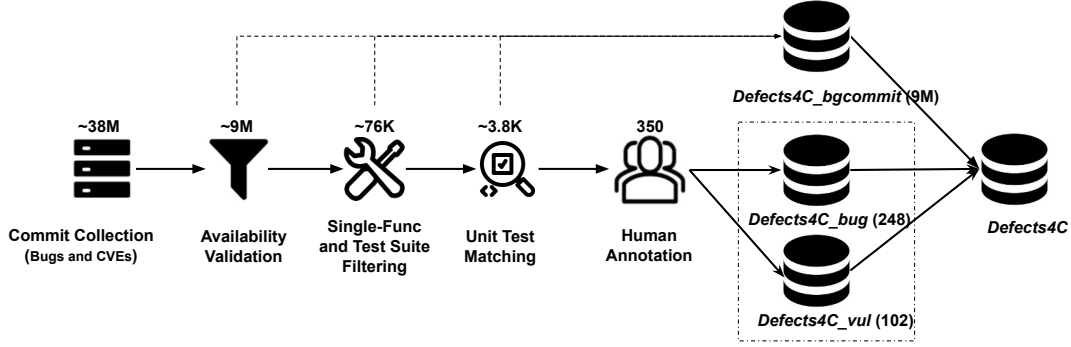 Defects4C_bgcommit (9M)
~38M
~9M
~76K
~3.8K
350
Commit Collection
(Bugs and CVEs)
Availability
Validation
Single-Func
and Test Suite
Filtering
Unit Test
Matching
Human
Annotation
Defects4C_bug (248)
Defects4C_vul (102)
Defects4C